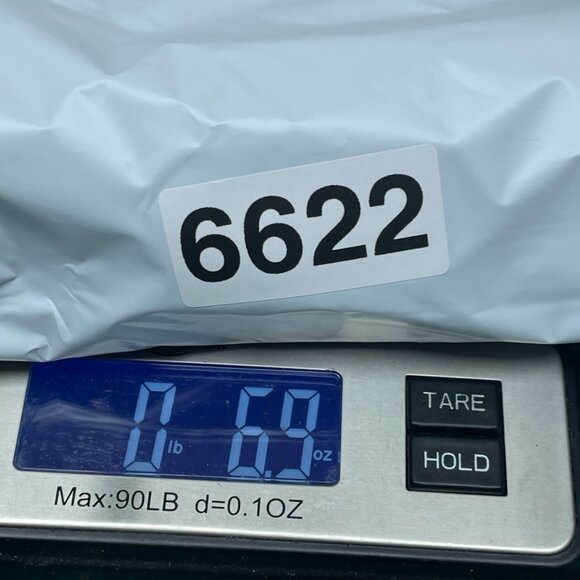 6622
0 lb 6.9 oz
TARE
HOLD
Max:90LB d=0.1OZ